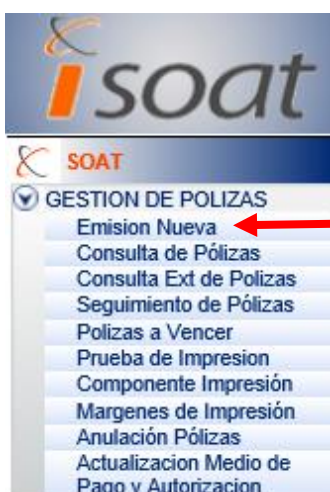 isoat
SOAT
GESTION DE POLIZAS
Emision Nueva
Consulta de Pólizas
Consulta Ext de Polizas
Seguimiento de Pólizas
Polizas a Vencer
Prueba de Impresion
Componente Impresión
Margenes de Impresión
Anulación Pólizas
Actualizacion Medio de
Pago y Autorizacion